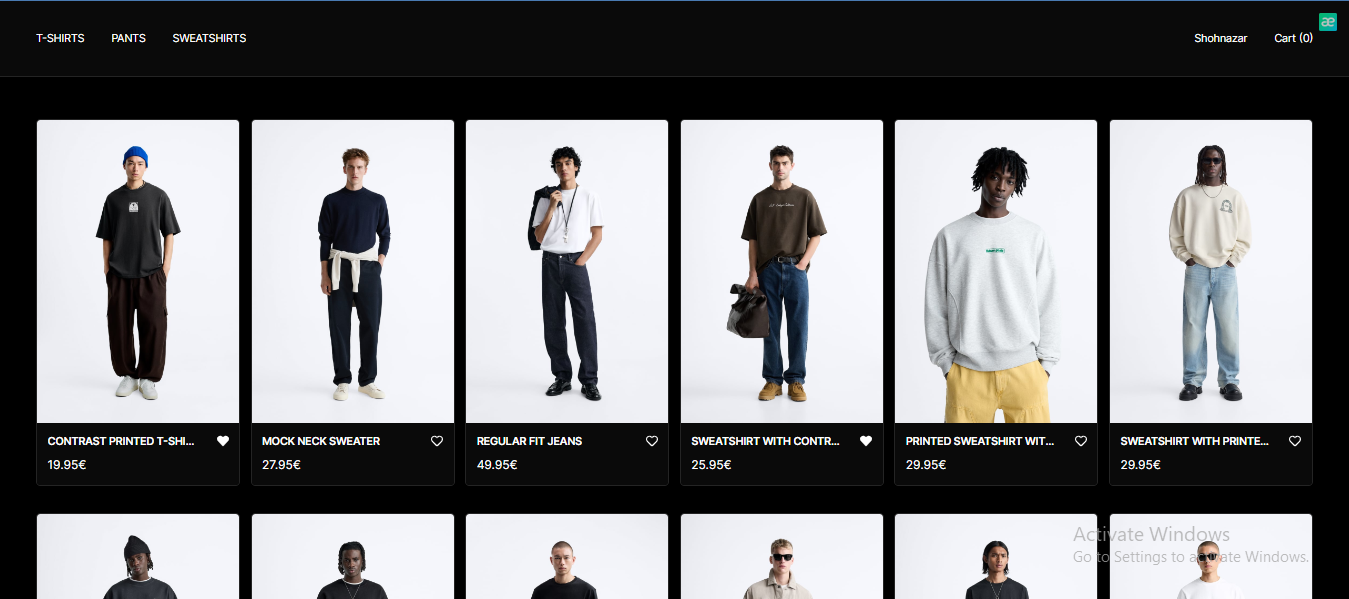 T-SHIRTS PANTS SWEATSHIRTS Shohnazar Cart (0) æ
CONTRAST PRINTED T-SHI...
19.95€
MOCK NECK SWEATER
27.95€
REGULAR FIT JEANS
49.95€
SWEATSHIRT WITH CONTR...
25.95€
PRINTED SWEATSHIRT WIT...
29.95€
SWEATSHIRT WITH PRINTE...
29.95€
Activate Windows
Go to Settings to activate Windows.